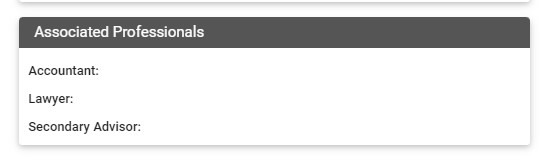 Associated Professionals
Accountant:
Lawyer:
Secondary Advisor: